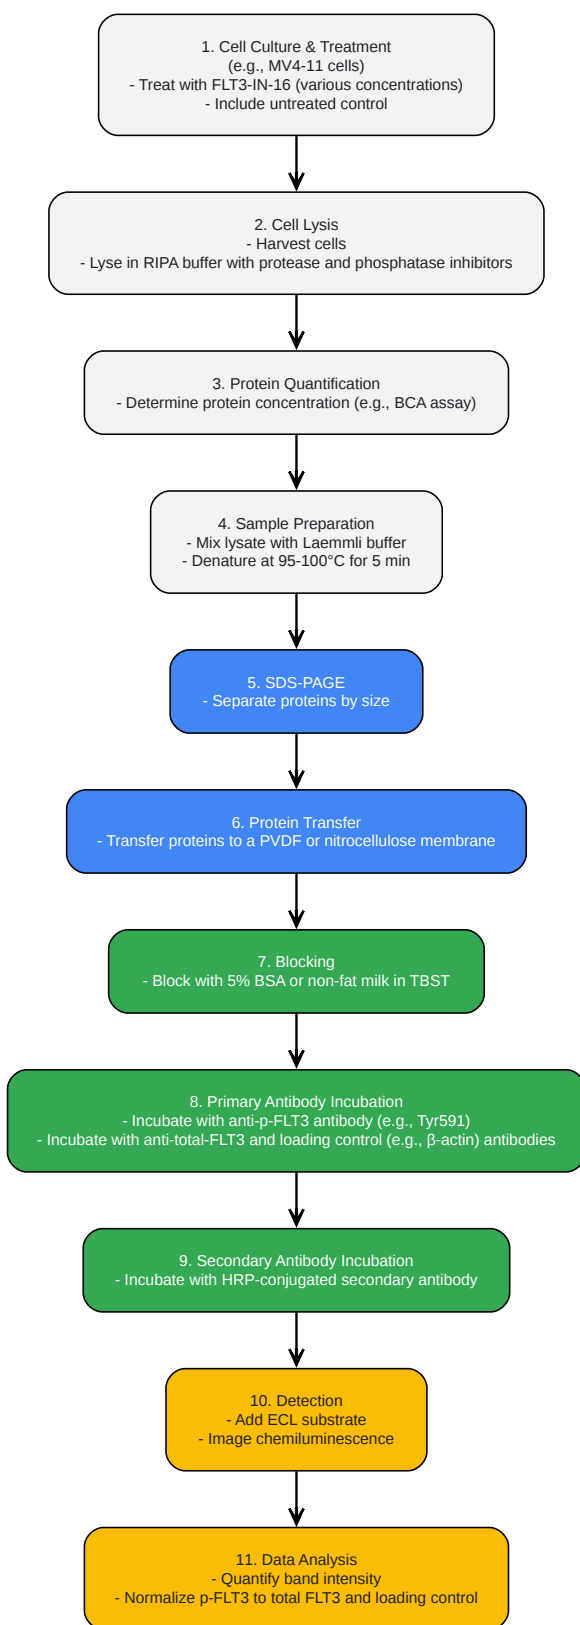 1. Cell Culture & Treatment
(e.g., MV4-11 cells)
- Treat with FLT3-IN-16 (various concentrations)
- Include untreated control
2. Cell Lysis
- Harvest cells
- Lyse in RIPA buffer with protease and phosphatase inhibitors
3. Protein Quantification
- Determine protein concentration (e.g., BCA assay)
4. Sample Preparation
- Mix lysate with Laemmli buffer
- Denature at 95-100°C for 5 min
5. SDS-PAGE
- Separate proteins by size
6. Protein Transfer
- Transfer proteins to a PVDF or nitrocellulose membrane
7. Blocking
- Block with 5% BSA or non-fat milk in TBST
8. Primary Antibody Incubation
- Incubate with anti-p-FLT3 antibody (e.g., Tyr591)
- Incubate with anti-total-FLT3 and loading control (e.g., β-actin) antibodies
9. Secondary Antibody Incubation
- Incubate with HRP-conjugated secondary antibody
10. Detection
- Add ECL substrate
- Image chemiluminescence
11. Data Analysis
- Quantify band intensity
- Normalize p-FLT3 to total FLT3 and loading control